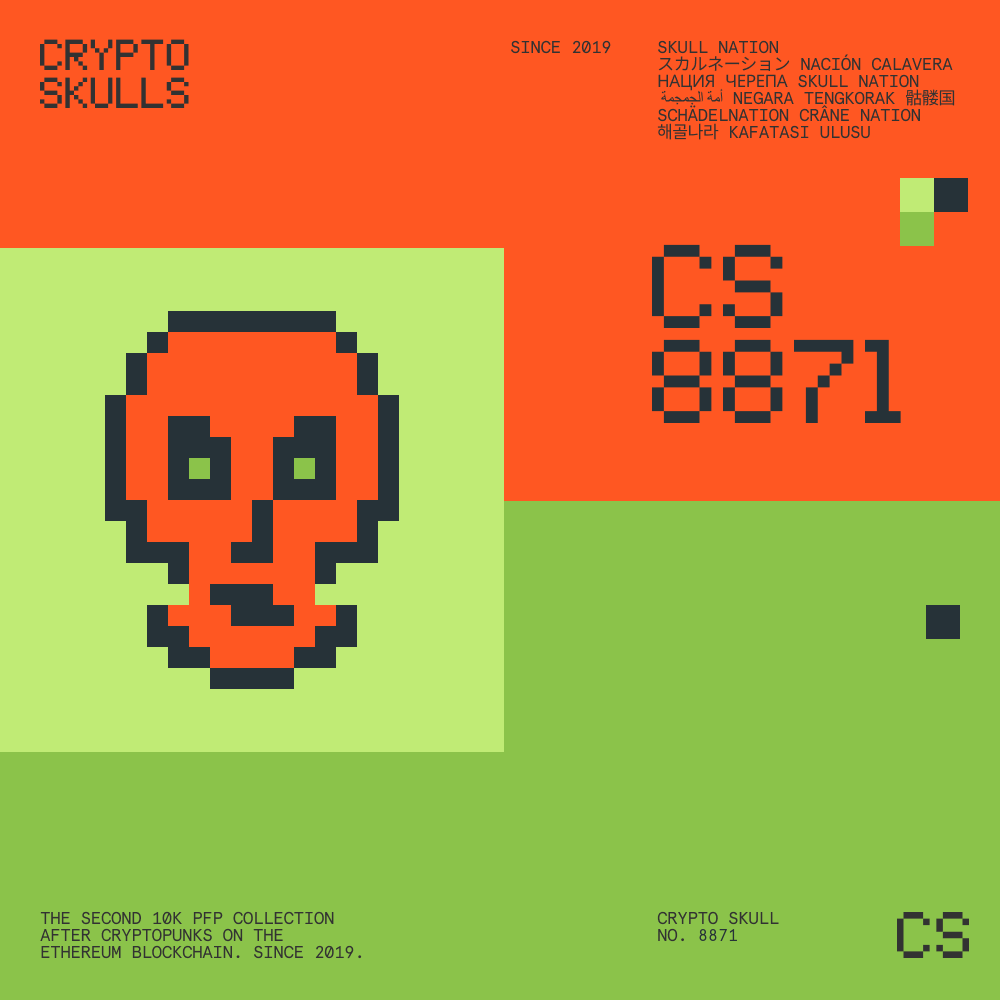 CRYPTO
SKULLS
SINCE 2019
SKULL NATION
スカルネーション NACIÓN CALAVERA
НАЦИЯ ЧЕРЕПА SKULL NATION
أمة الجمجمة NEGARA TENGKORAK 骷髅国
SCHÄDELNATION CRÂNE NATION
해골나라 KAFATASI ULUSU
CS
8871
THE SECOND 10K PFP COLLECTION
AFTER CRYPTOPUNKS ON THE
ETHEREUM BLOCKCHAIN. SINCE 2019.
CRYPTO SKULL
NO. 8871
CS